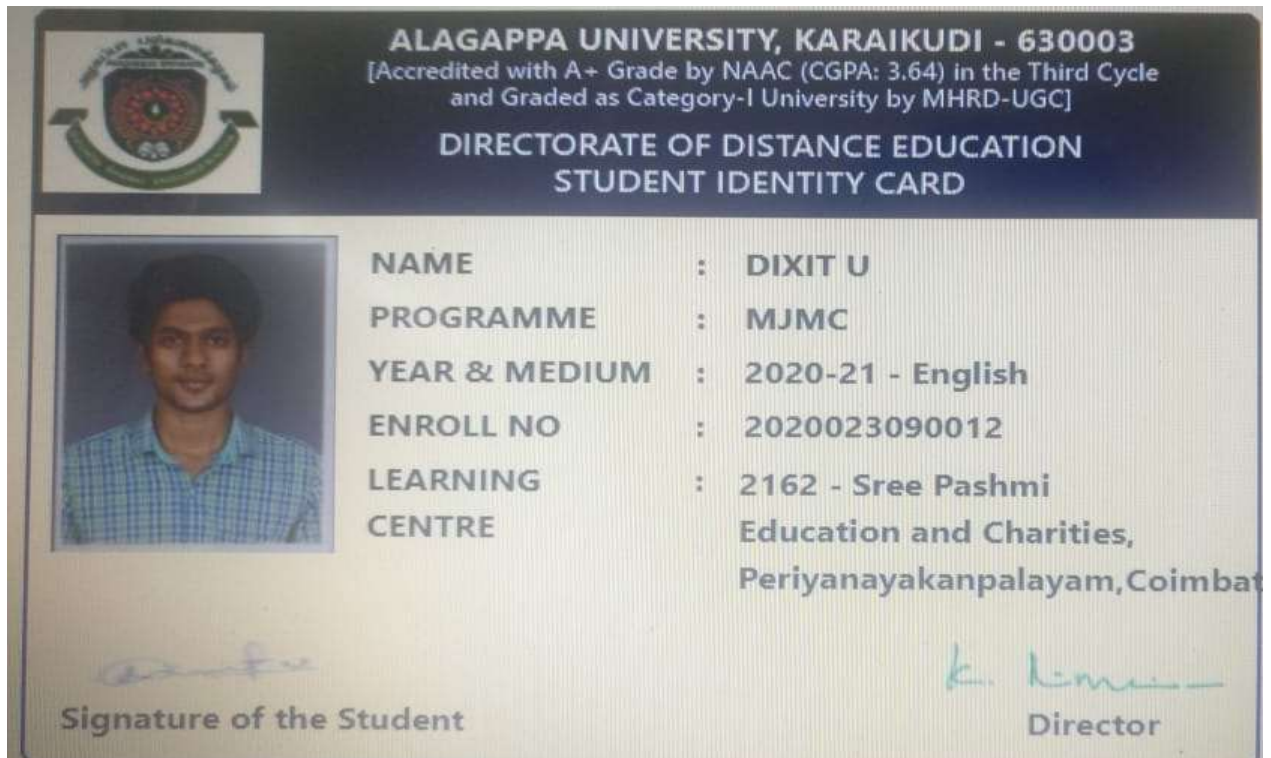 ALAGAPPA UNIVERSITY, KARAIKUDI - 630003
[Accredited with A+ Grade by NAAC (CGPA: 3.64) in the Third Cycle
and Graded as Category-I University by MHRD-UGC]
DIRECTORATE OF DISTANCE EDUCATION
STUDENT IDENTITY CARD
NAME : DIXIT U
PROGRAMME : MJMC
YEAR & MEDIUM : 2020-21 - English
ENROLL NO : 2020023090012
LEARNING : 2162 - Sree Pashmi
CENTRE Education and Charities,
Periyanayakanpalayam,Coimbat
Signature of the Student
K.
Director